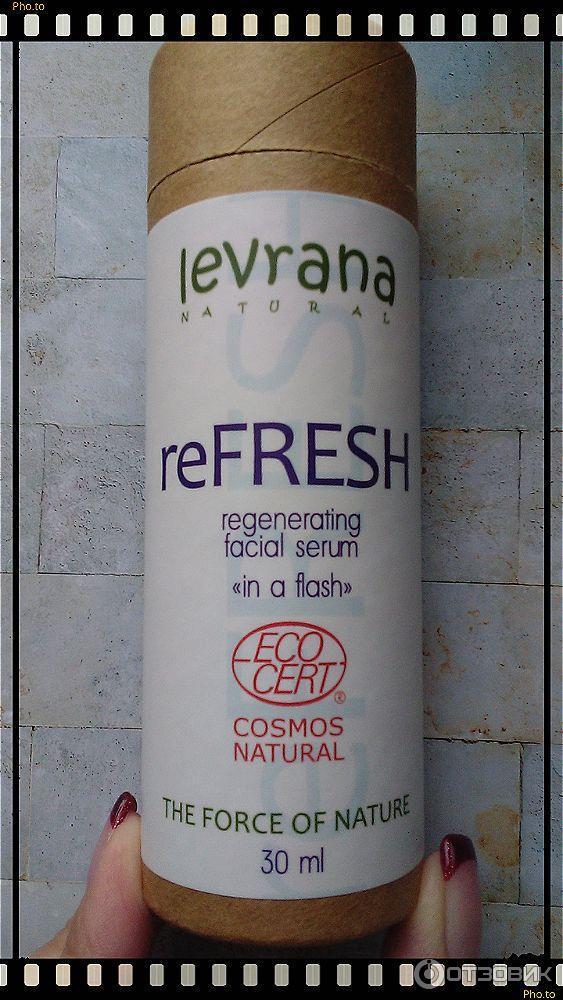 Pho.to
levrana
NATURAL
reFRESH
regenerating
facial serum
«in a flash»
ECO
CERT
®
COSMOS
NATURAL
THE FORCE OF NATURE
30 ml
ОТЗОВИК
Pho.to